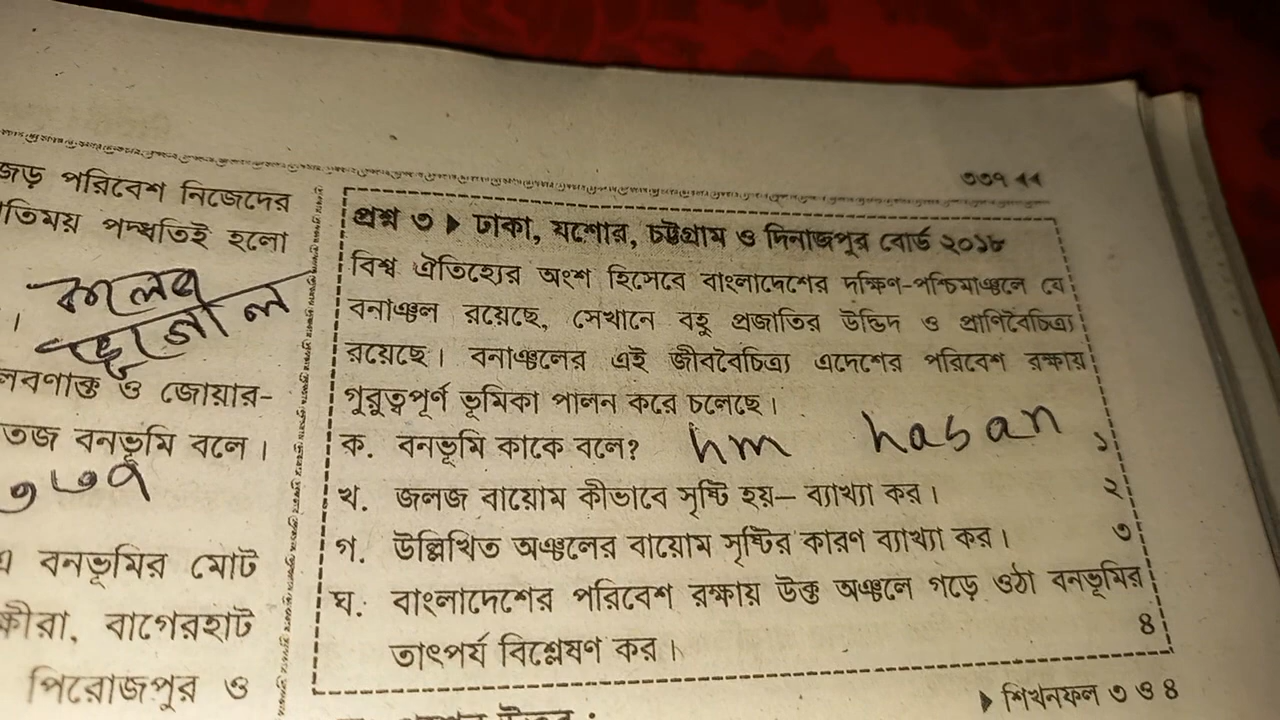 ৩৩৭
জড় পরিবেশ নিজেদের
তিময় পদ্ধতিই হলো
লবণাক্ত ও জোয়ার-
বনভূমি বলে।
৩৩৭
বনভূমির মোট
বাগেরহাট
পিরোজপুর ও
প্রশ্ন ৩ ▶ ঢাকা, যশোর, চট্টগ্রাম ও দিনাজপুর বোর্ড ২০১৮
বিশ্ব ঐতিহ্যের অংশ হিসেবে বাংলাদেশের দক্ষিণ-পশ্চিমাঞ্চলে যে
বনাঞ্চল রয়েছে, সেখানে বহু প্রজাতির উদ্ভিদ ও প্রাণিবৈচিত্র্য
রয়েছে। বনাঞ্চলের এই জীববৈচিত্র্য এদেশের পরিবেশ রক্ষায়
গুরুত্বপূর্ণ ভূমিকা পালন করে চলেছে।
ক. বনভূমি কাকে বলে? hm hasan ১
খ. জলজ বায়োম কীভাবে সৃষ্টি হয়– ব্যাখ্যা কর। ২
গ. উল্লিখিত অঞ্চলের বায়োম সৃষ্টির কারণ ব্যাখ্যা কর। ৩
ঘ. বাংলাদেশের পরিবেশ রক্ষায় উক্ত অঞ্চলে গড়ে ওঠা বনভূমির
তাৎপর্য বিশ্লেষণ কর। ৪
▶ শিখনফল ৩ ও ৪